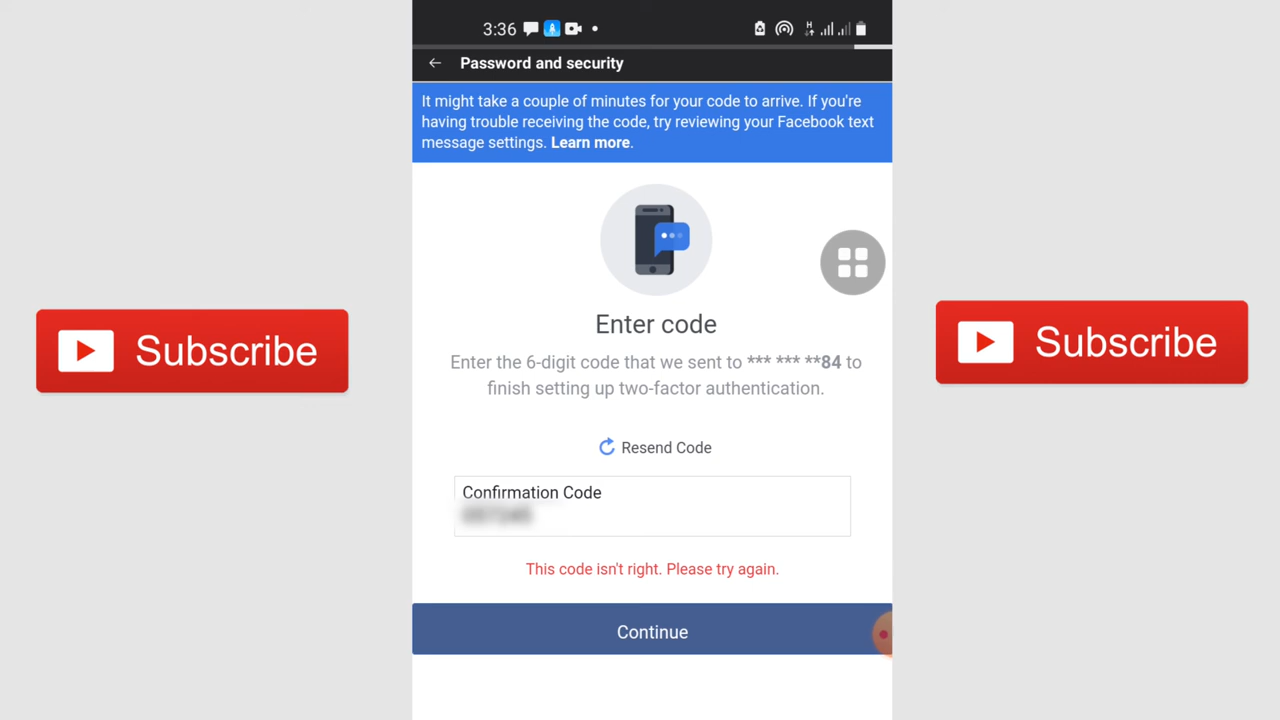 3:36
Password and security
It might take a couple of minutes for your code to arrive. If you're
having trouble receiving the code, try reviewing your Facebook text
message settings. Learn more.
Enter code
Enter the 6-digit code that we sent to *** *** **84 to
finish setting up two-factor authentication.
Resend Code
Confirmation Code
This code isn't right. Please try again.
Continue
Subscribe
Subscribe